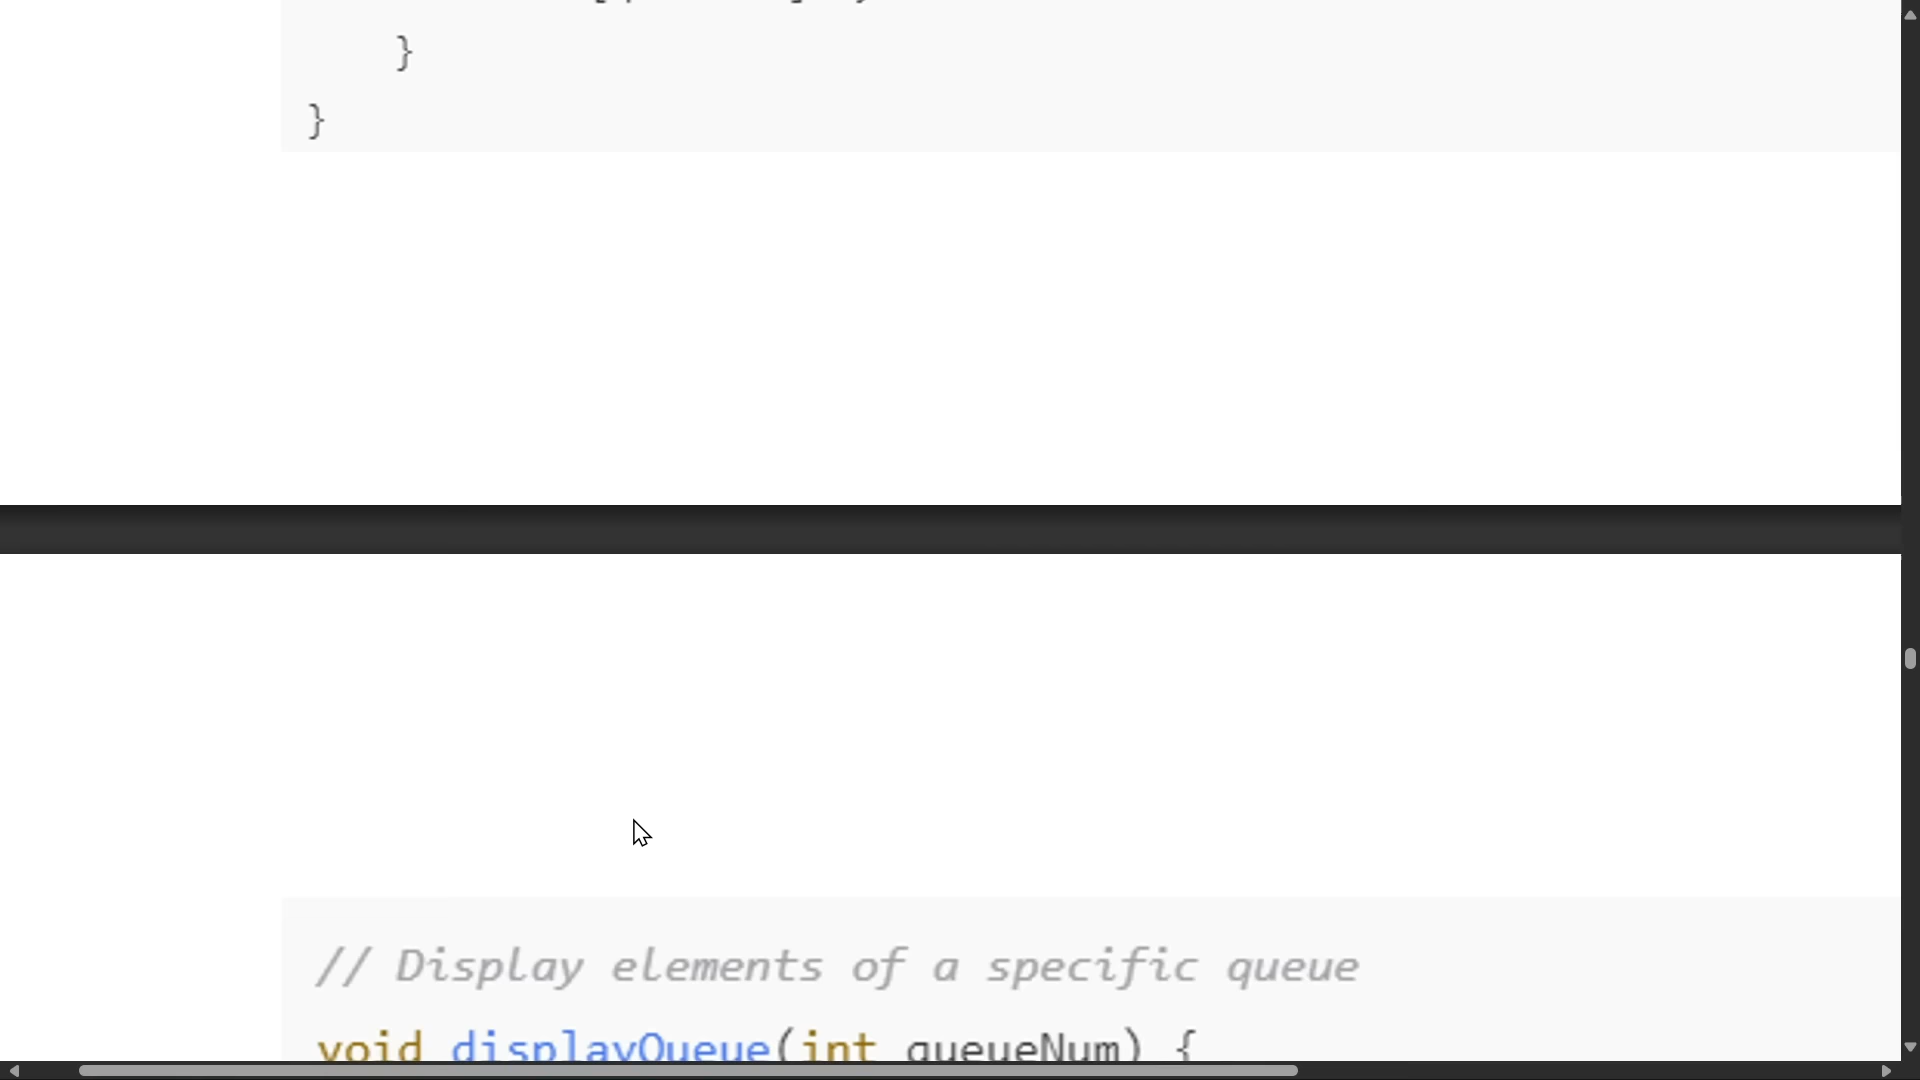 }
}
// Display elements of a specific queue
void displayQueue(int queueNum) {